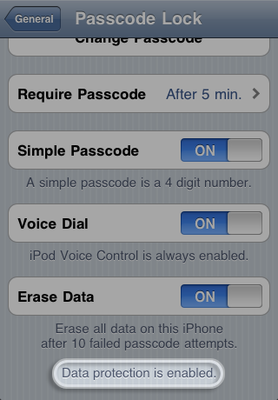 General
Passcode Lock
Change Passcode
Require Passcode After 5 min.
Simple Passcode ON
A simple passcode is a 4 digit number.
Voice Dial ON
iPod Voice Control is always enabled.
Erase Data ON
Erase all data on this iPhone
after 10 failed passcode attempts.
Data protection is enabled.